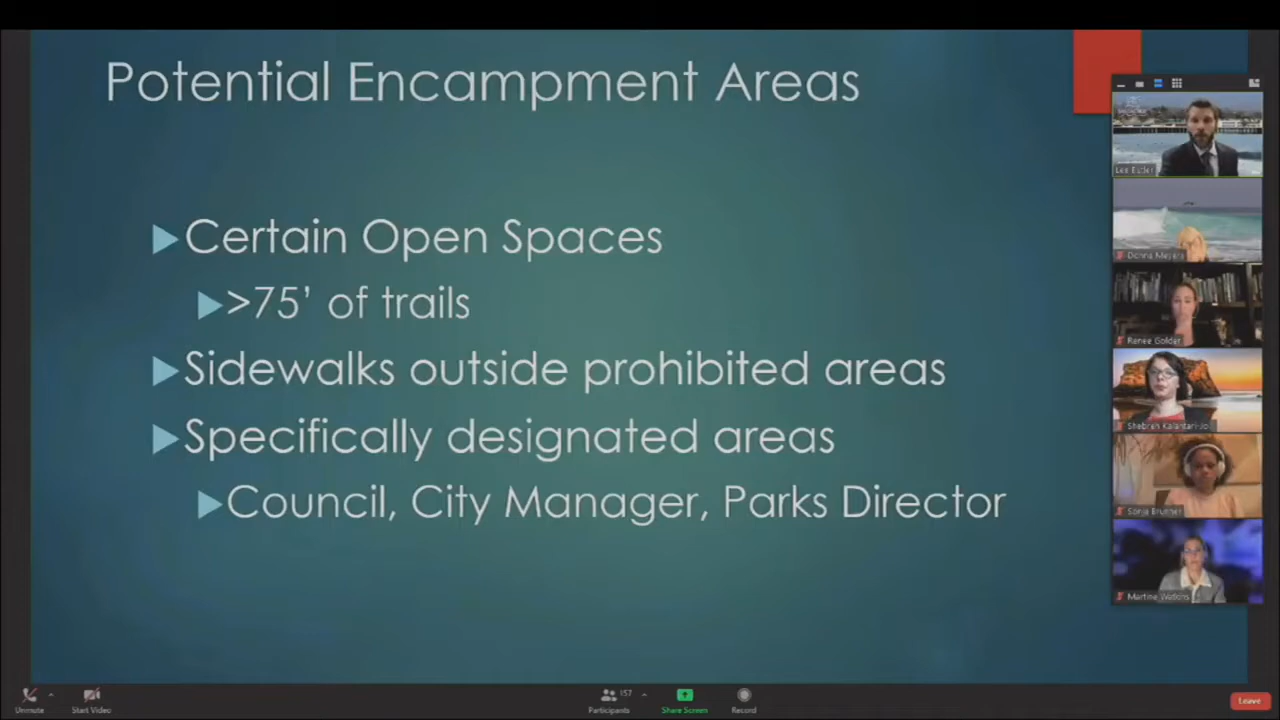 Potential Encampment Areas
Certain Open Spaces
>75’ of trails
Sidewalks outside prohibited areas
Specifically designated areas
Council, City Manager, Parks Director
Lee Butler
Donna Meyers
Renee Golder
Shebreh Kalantari-Jo
Sonja Brunner
Martine Watkins
Unmute
Start Video
157
Participants
Share Screen
Record
Leave